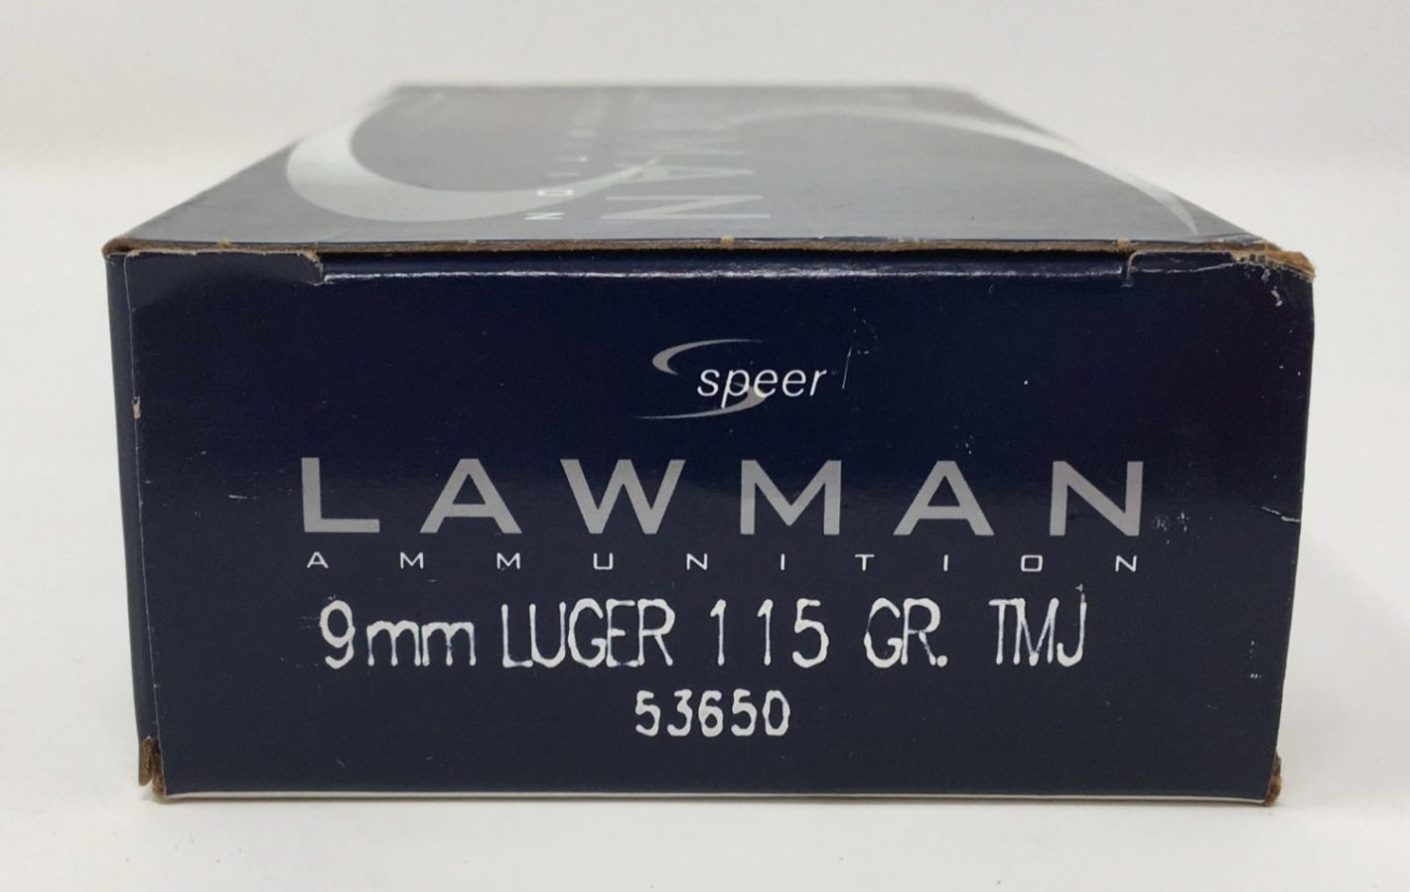 speer
LAWMAN®
AMMUNITION
9mm LUGER 115 GR. TMJ
53650